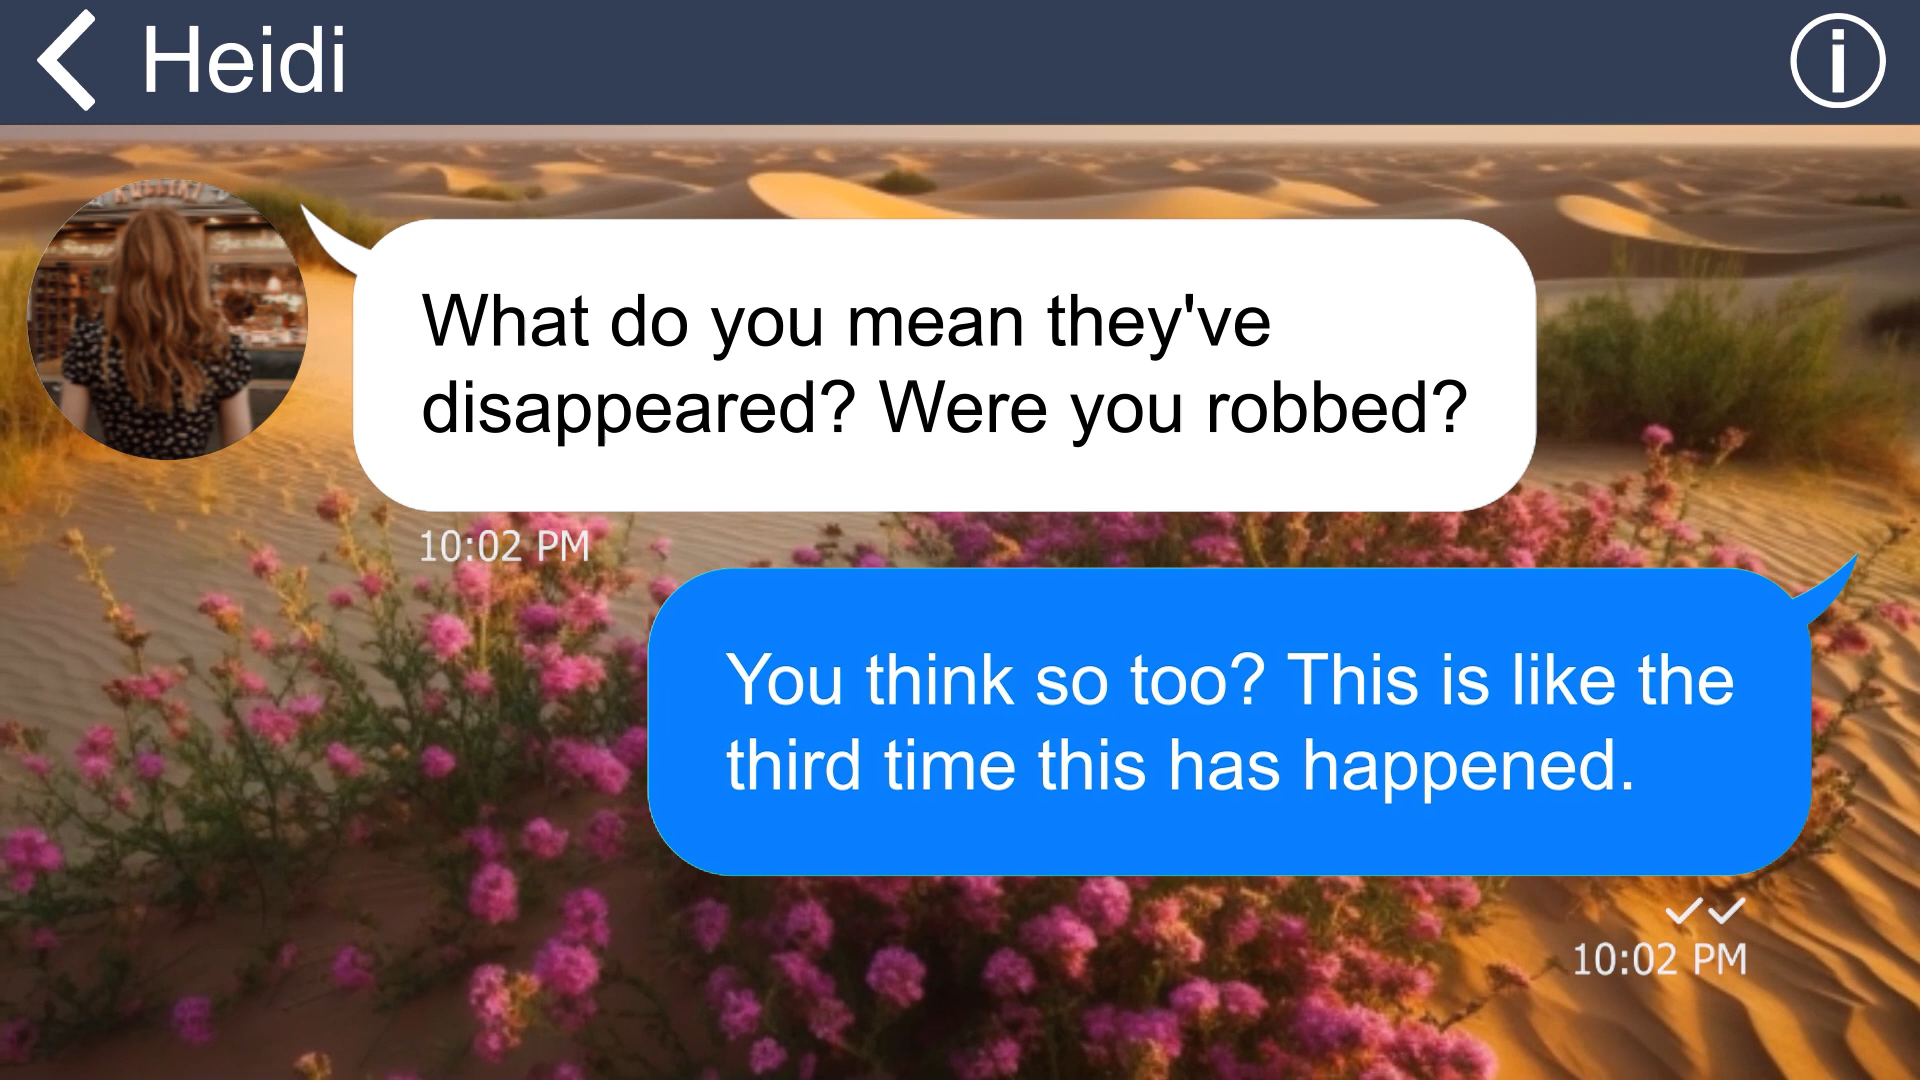 Heidi
What do you mean they've
disappeared? Were you robbed?
10:02 PM
You think so too? This is like the
third time this has happened.
10:02 PM